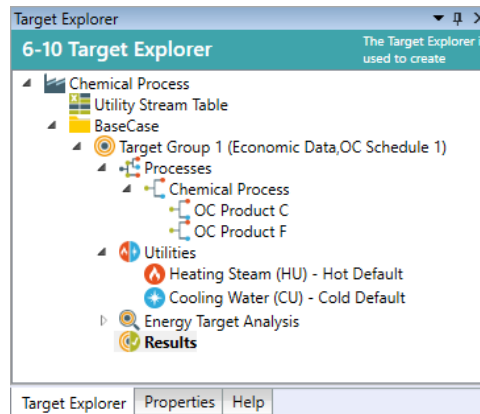 Target Explorer
6-10 Target Explorer
The Target Explorer
used to create
Chemical Process
Utility Stream Table
BaseCase
Target Group 1 (Economic Data,OC Schedule 1)
Processes
Chemical Process
OC Product C
OC Product F
Utilities
Heating Steam (HU) - Hot Default
Cooling Water (CU) - Cold Default
Energy Target Analysis
Results
Target Explorer Properties Help